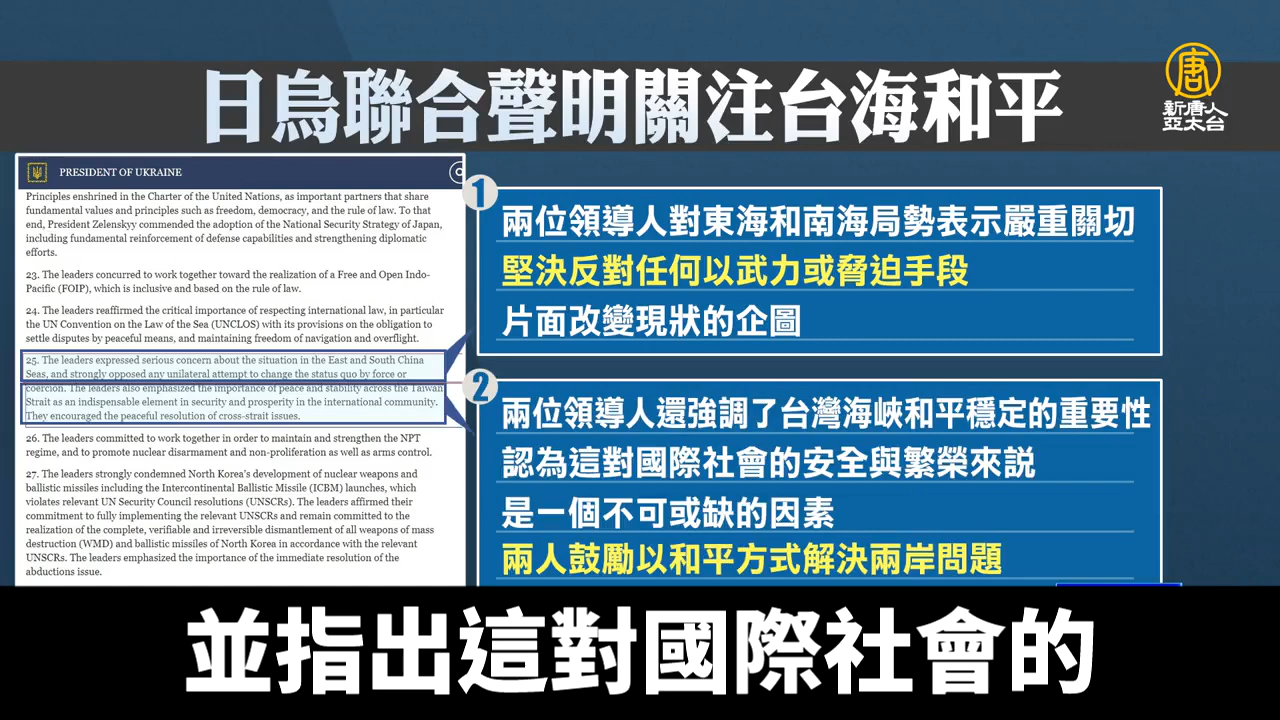 日烏聯合聲明關注台海和平
唐
新唐人
亞太台
PRESIDENT OF UKRAINE
Principles enshrined in the Charter of the United Nations, as important partners that share
fundamental values and principles such as freedom, democracy, and the rule of law. To that
end, President Zelenskyy commended the adoption of the National Security Strategy of Japan,
including fundamental reinforcement of defense capabilities and strengthening diplomatic
efforts.
23. The leaders concurred to work together toward the realization of a Free and Open Indo-
Pacific (FOIP), which is inclusive and based on the rule of law.
24. The leaders reaffirmed the critical importance of respecting international law, in particular
the UN Convention on the Law of the Sea (UNCLOS) with its provisions on the obligation to
settle disputes by peaceful means, and maintaining freedom of navigation and overflight.
25. The leaders expressed serious concern about the situation in the East and South China
Seas, and strongly opposed any unilateral attempt to change the status quo by force or
coercion. The leaders also emphasized the importance of peace and stability across the Taiwan
Strait as an indispensable element in security and prosperity in the international community.
They encouraged the peaceful resolution of cross-strait issues.
26. The leaders committed to work together in order to maintain and strengthen the NPT
regime, and to promote nuclear disarmament and non-proliferation as well as arms control.
27. The leaders strongly condemned North Korea's development of nuclear weapons and
ballistic missiles including the Intercontinental Ballistic Missile (ICBM) launches, which
violates relevant UN Security Council resolutions (UNSCRs). The leaders affirmed their
commitment to fully implementing the relevant UNSCRs and remain committed to the
realization of the complete, verifiable and irreversible dismantlement of all weapons of mass
destruction (WMD) and ballistic missiles of North Korea in accordance with the relevant
UNSCRs. The leaders emphasized the importance of the immediate resolution of the
abductions issue.
1
兩位領導人對東海和南海局勢表示嚴重關切
堅決反對任何以武力或脅迫手段
片面改變現狀的企圖
2
兩位領導人還強調了台灣海峽和平穩定的重要性
認為這對國際社會的安全與繁榮來説
是一個不可或缺的因素
兩人鼓勵以和平方式解決兩岸問題
並指出這對國際社會的